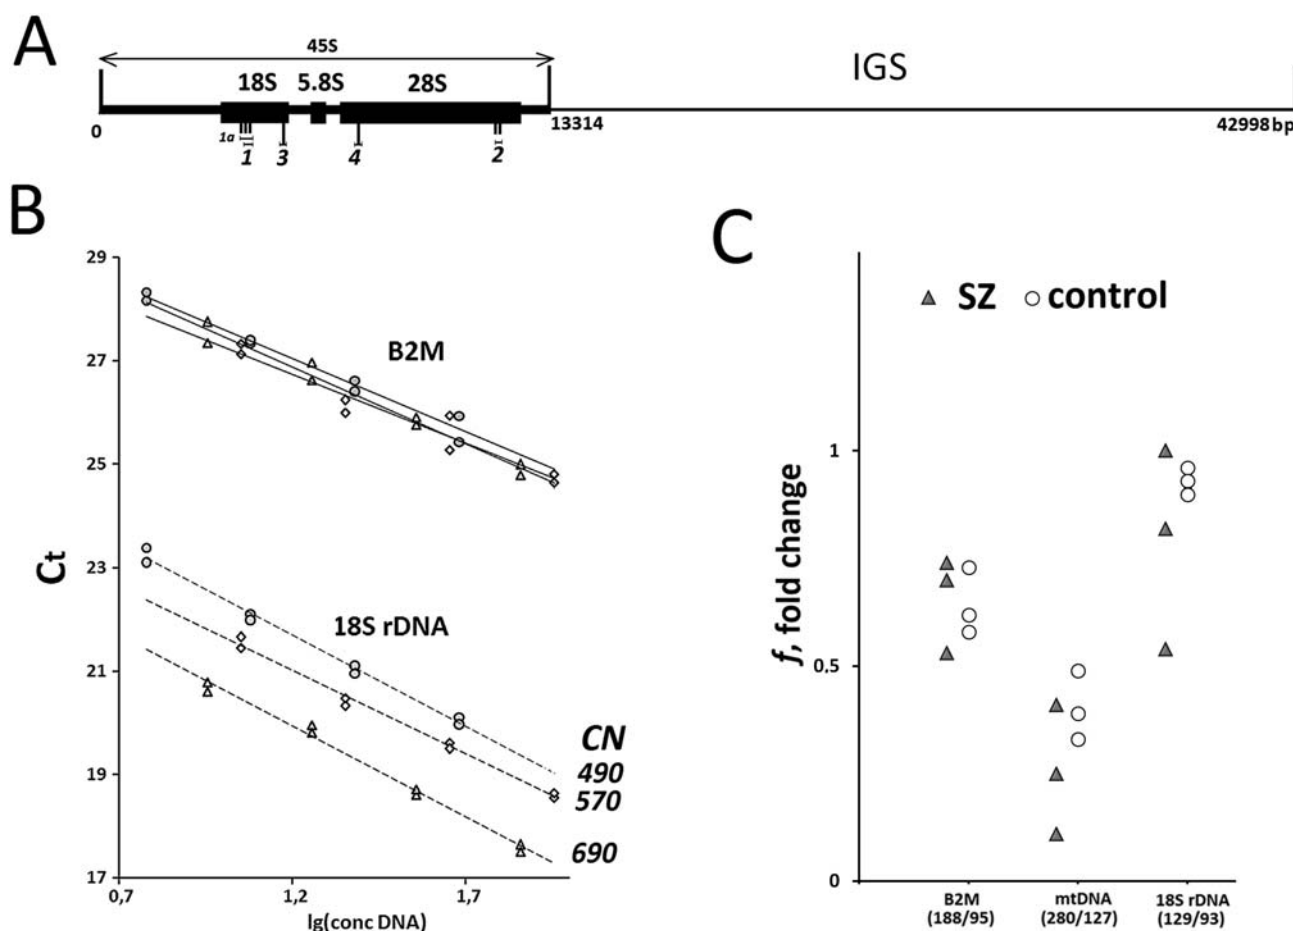 A
45S
IGS
18S 5.8S 28S
0
13314
42998bp
1a
1 3 4 2
B
29
27
25
23
21
19
17
Ct
B2M
18S rDNA
CN
490
570
690
0,7 1,2 1,7
lg(conc DNA)
C
SZ control
f, fold change
1
0,5
0
B2M mtDNA 18S rDNA
(188/95) (280/127) (129/93)